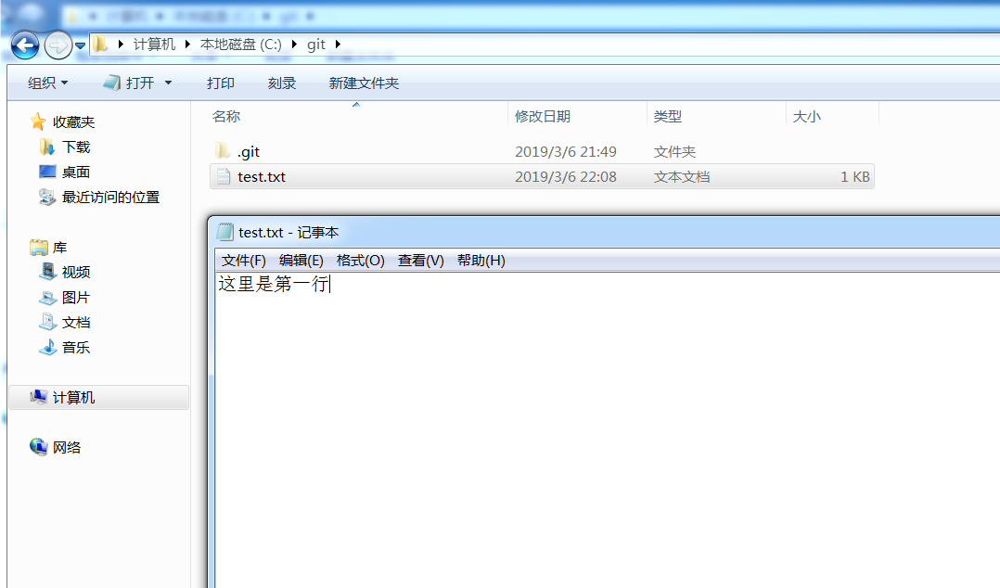 计算机 本地磁盘 (C:) git
组织 打开 打印 刻录 新建文件夹
名称 修改日期 类型 大小
.git 2019/3/6 21:49 文件夹
test.txt 2019/3/6 22:08 文本文档 1 KB
收藏夹
下载
桌面
最近访问的位置
库
视频
图片
文档
音乐
计算机
网络
test.txt - 记事本
文件(F) 编辑(E) 格式(O) 查看(V) 帮助(H)
这里是第一行